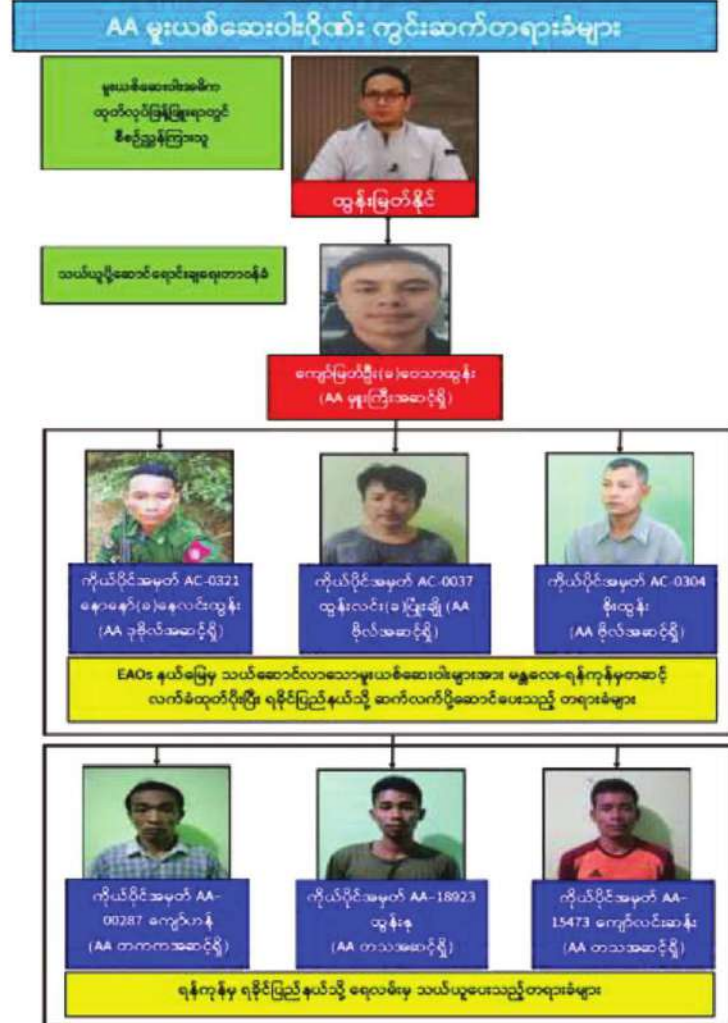 AA မူးယစ်ဆေးဝါးဂိုဏ်း ကွင်းဆက်တရားခံများ
မူးယစ်ဆေးဝါးအဓိက
ထုတ်လုပ်ဖြန့်ဖြူးရာတွင်
စီစဉ်ညွှန်ကြားသူ
ထွန်းမြတ်နိုင်
သယ်ယူပို့ဆောင်ရောင်းချရေးတာဝန်ခံ
ကျော်မြတ်ဦး(ခ)ဝေသာထွန်း
(AA မှူးကြီးအဆင့်ရှိ)
ကိုယ်ပိုင်အမှတ် AC-0321
နောနော်(ခ)နေလင်းထွန်း
(AA ဒုဗိုလ်အဆင့်ရှိ)
ကိုယ်ပိုင်အမှတ် AC-0037
ထွန်းလင်း(ခ)ပြုံးချို (AA
ဗိုလ်အဆင့်ရှိ)
ကိုယ်ပိုင်အမှတ် AC-0304
စိုးထွန်း
(AA ဗိုလ်အဆင့်ရှိ)
EAOs နယ်မြေမှ သယ်ဆောင်လာသောမူးယစ်ဆေးဝါးများအား မန္တလေး-ရန်ကုန်မှတဆင့်
လက်ခံထုတ်ပိုးပြီး ရခိုင်ပြည်နယ်သို့ ဆက်လက်ပို့ဆောင်ပေးသည့် တရားခံများ
ကိုယ်ပိုင်အမှတ် AA-
00287 ကျော်ဟန်
(AA တကကအဆင့်ရှိ)
ကိုယ်ပိုင်အမှတ် AA-18923
ထွန်းနု
(AA တသအဆင့်ရှိ)
ကိုယ်ပိုင်အမှတ် AA-
15473 ကျော်လင်းဆန်း
(AA တသအဆင့်ရှိ)
ရန်ကုန်မှ ရခိုင်ပြည်နယ်သို့ ရေလမ်းမှ သယ်ယူပေးသည့်တရားခံများ